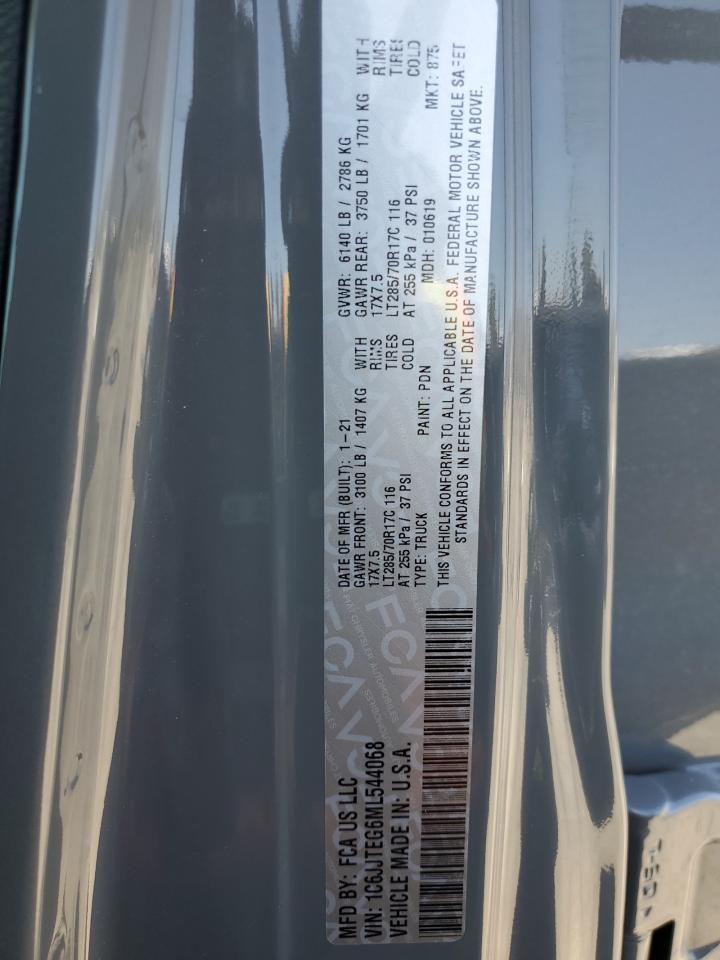 MFD BY: FCA US LLC
DATE OF MFR (BUILT): 1-21
GVWR: 6140 LB / 2786 KG
GAWR FRONT: 3100 LB / 1407 KG WITH
GAWR REAR: 3750 LB / 1701 KG WITH
17X7.5 RIMS
17X7.5 RIMS
LT285/70R17C 116 TIRES
LT285/70R17C 116 TIRES
AT 255 kPa / 37 PSI COLD
AT 255 kPa / 37 PSI COLD
VIN: 1C6JJTEG6ML544068
TYPE: TRUCK
PAINT: PDN
MDH: 010619
MKT: 875
VEHICLE MADE IN: U.S.A.
THIS VEHICLE CONFORMS TO ALL APPLICABLE U.S.A. FEDERAL MOTOR VEHICLE SAFET
STANDARDS IN EFFECT ON THE DATE OF MANUFACTURE SHOWN ABOVE.